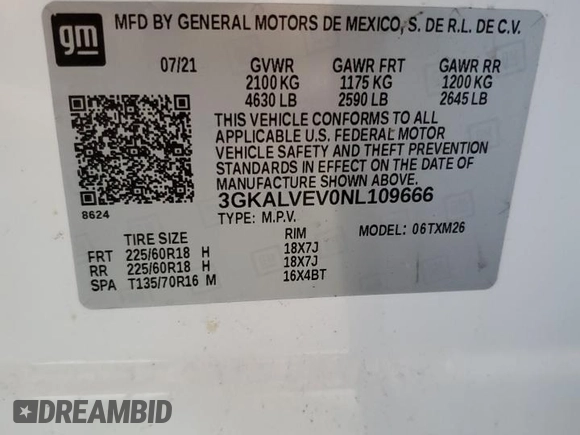 gm
MFD BY GENERAL MOTORS DE MEXICO, S. DE R.L. DE C.V.
07/21 GVWR GAWR FRT GAWR RR
2100 KG 1175 KG 1200 KG
4630 LB 2590 LB 2645 LB
THIS VEHICLE CONFORMS TO ALL
APPLICABLE U.S. FEDERAL MOTOR
VEHICLE SAFETY AND THEFT PREVENTION
STANDARDS IN EFFECT ON THE DATE OF
MANUFACTURE SHOWN ABOVE.
8624
3GKALVEV0NL109666
TYPE: M.P.V. MODEL: 06TXM26
TIRE SIZE RIM
FRT 225/60R18 H 18X7J
RR 225/60R18 H 18X7J
SPA T135/70R16 M 16X4BT
DREAMBID